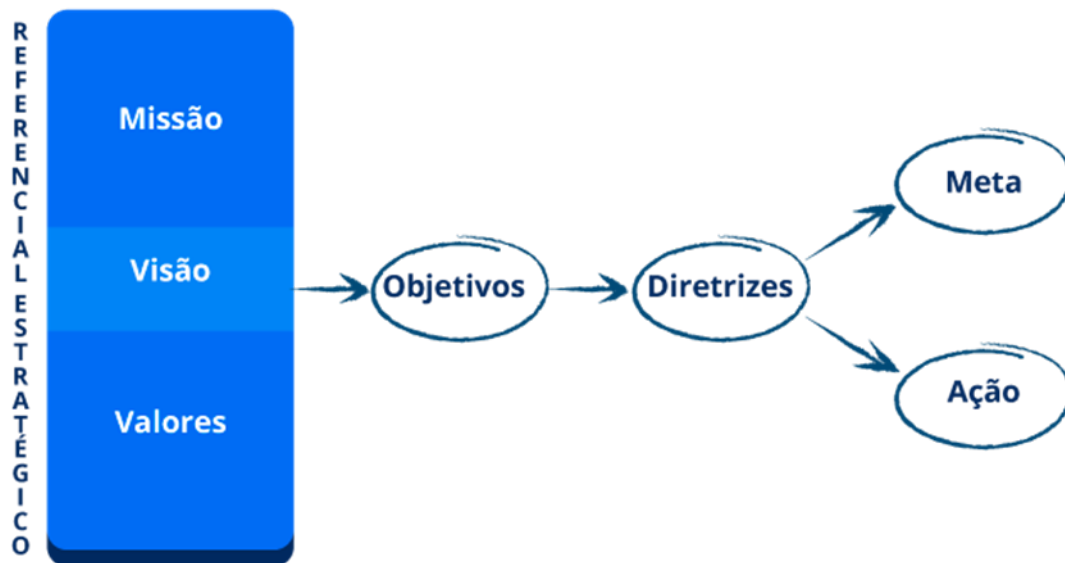 REFERENCIAL ESTRATÉGICO
Missão
Visão
Valores
Objetivos
Diretrizes
Meta
Ação